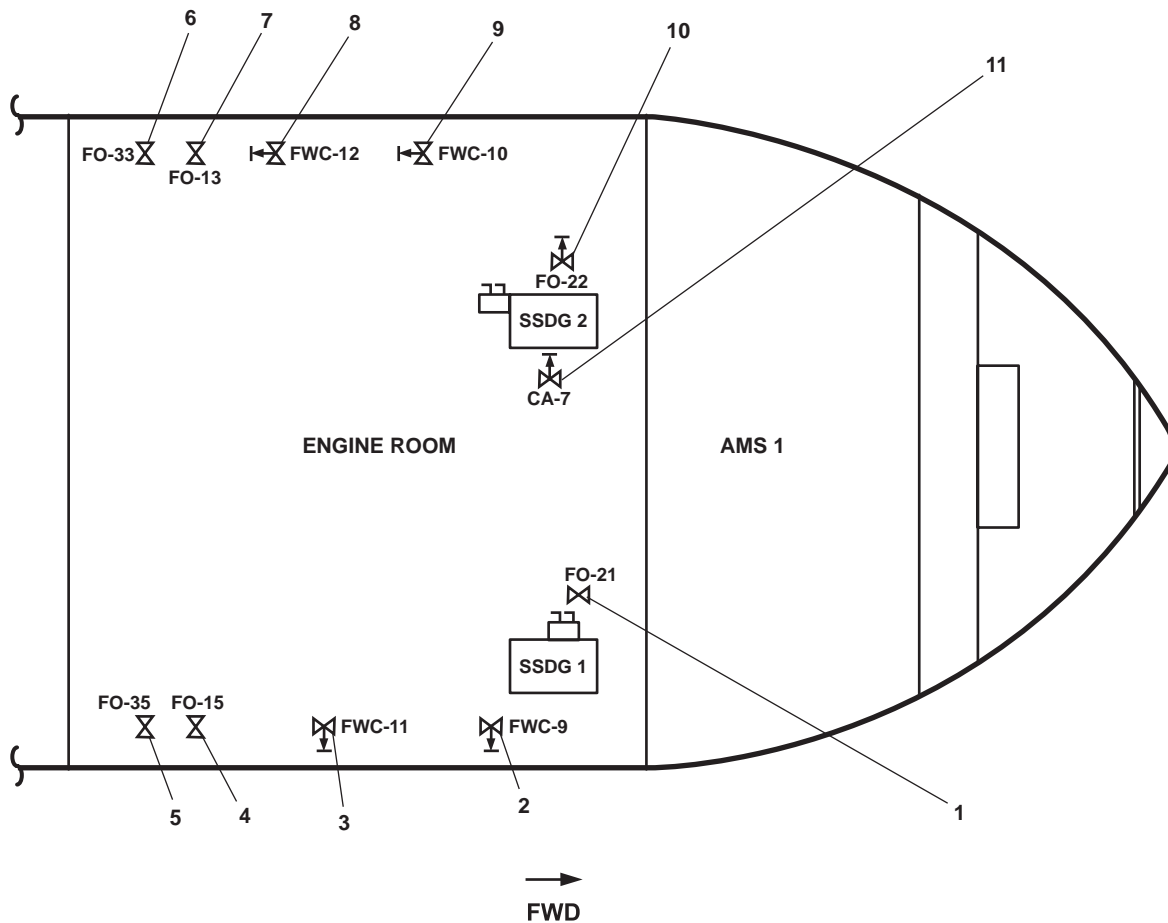 6
7
8
9
10
11
FO-33
FO-13
FWC-12
FWC-10
FO-22
SSDG 2
CA-7
ENGINE ROOM
AMS 1
FO-21
SSDG 1
FO-35
FO-15
FWC-11
FWC-9
5
4
3
2
1
FWD